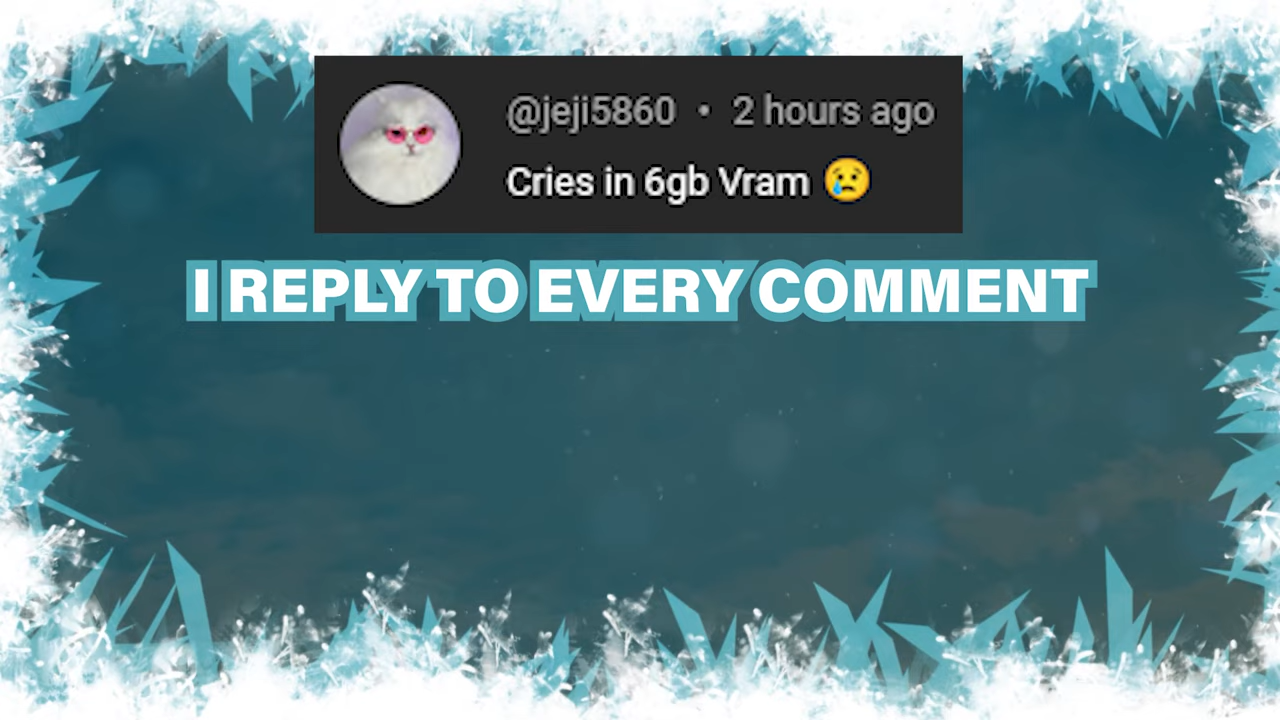 @jeji5860 • 2 hours ago
Cries in 6gb Vram 😢
I REPLY TO EVERY COMMENT